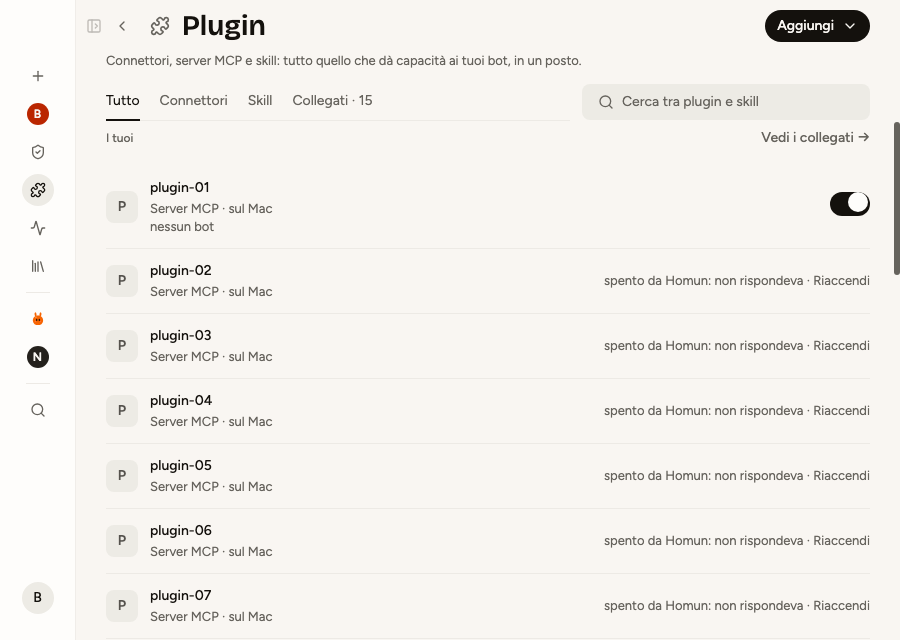 Plugin
Aggiungi
Connettori, server MCP e skill: tutto quello che dà capacità ai tuoi bot, in un posto.
Tutto Connettori Skill Collegati · 15
Cerca tra plugin e skill
I tuoi
Vedi i collegati →
B
P
plugin-01
Server MCP · sul Mac
nessun bot
P
plugin-02
Server MCP · sul Mac
spento da Homun: non rispondeva · Riaccendi
P
plugin-03
Server MCP · sul Mac
spento da Homun: non rispondeva · Riaccendi
N
P
plugin-04
Server MCP · sul Mac
spento da Homun: non rispondeva · Riaccendi
P
plugin-05
Server MCP · sul Mac
spento da Homun: non rispondeva · Riaccendi
P
plugin-06
Server MCP · sul Mac
spento da Homun: non rispondeva · Riaccendi
P
plugin-07
Server MCP · sul Mac
spento da Homun: non rispondeva · Riaccendi
B